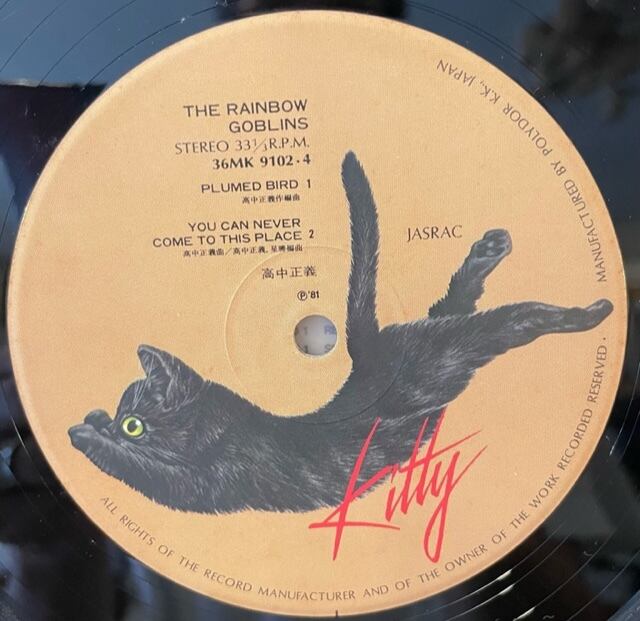 THE RAINBOW
GOBLINS
STEREO 33⅓R.P.M.
36MK 9102・4
PLUMED BIRD 1
高中正義作編曲
YOU CAN NEVER
COME TO THIS PLACE 2
高中正義曲／高中正義, 星勝編曲
高中正義
℗'81
JASRAC
Kitty
MANUFACTURED BY POLYDOR K.K., JAPAN
ALL RIGHTS OF THE RECORD MANUFACTURER AND OF THE OWNER OF THE WORK RECORDED RESERVED •